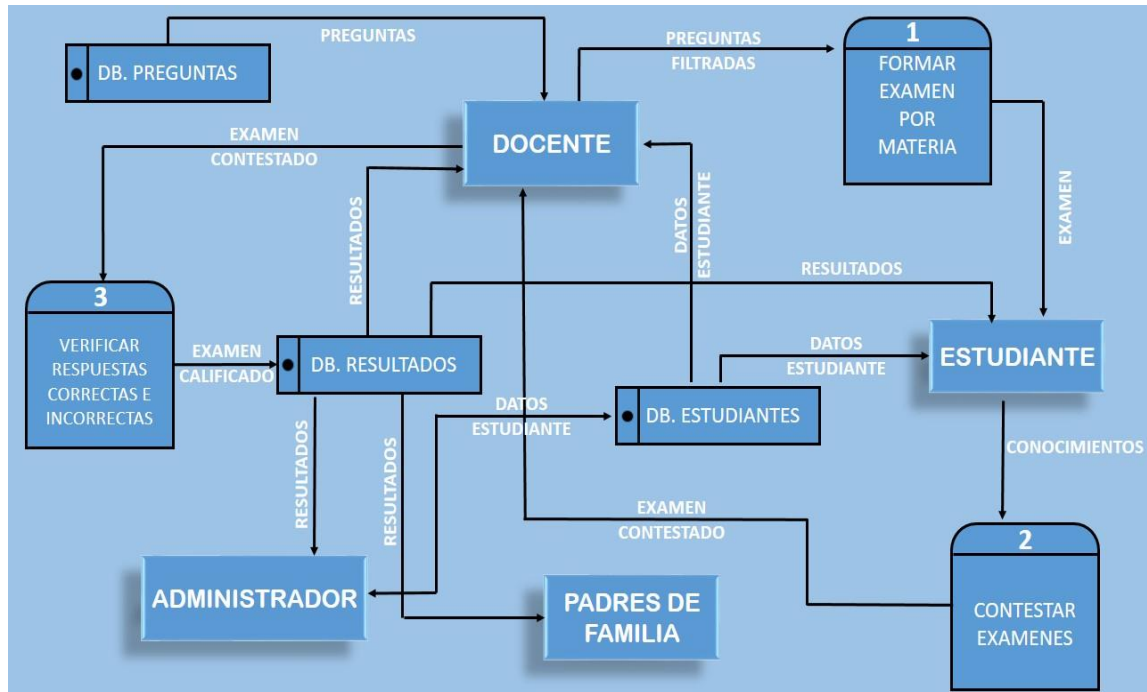 PREGUNTAS
DB. PREGUNTAS
PREGUNTAS
FILTRADAS
1
FORMAR
EXAMEN
POR
MATERIA
DOCENTE
EXAMEN
CONTESTADO
RESULTADOS
DATOS
ESTUDIANTE
EXAMEN
RESULTADOS
3
VERIFICAR
RESPUESTAS
CORRECTAS E
INCORRECTAS
EXAMEN
CALIFICADO
DB. RESULTADOS
DATOS
ESTUDIANTE
ESTUDIANTE
DATOS
ESTUDIANTE
DB. ESTUDIANTES
RESULTADOS
RESULTADOS
CONOCIMIENTOS
EXAMEN
CONTESTADO
2
CONTESTAR
EXAMENES
ADMINISTRADOR
PADRES DE
FAMILIA